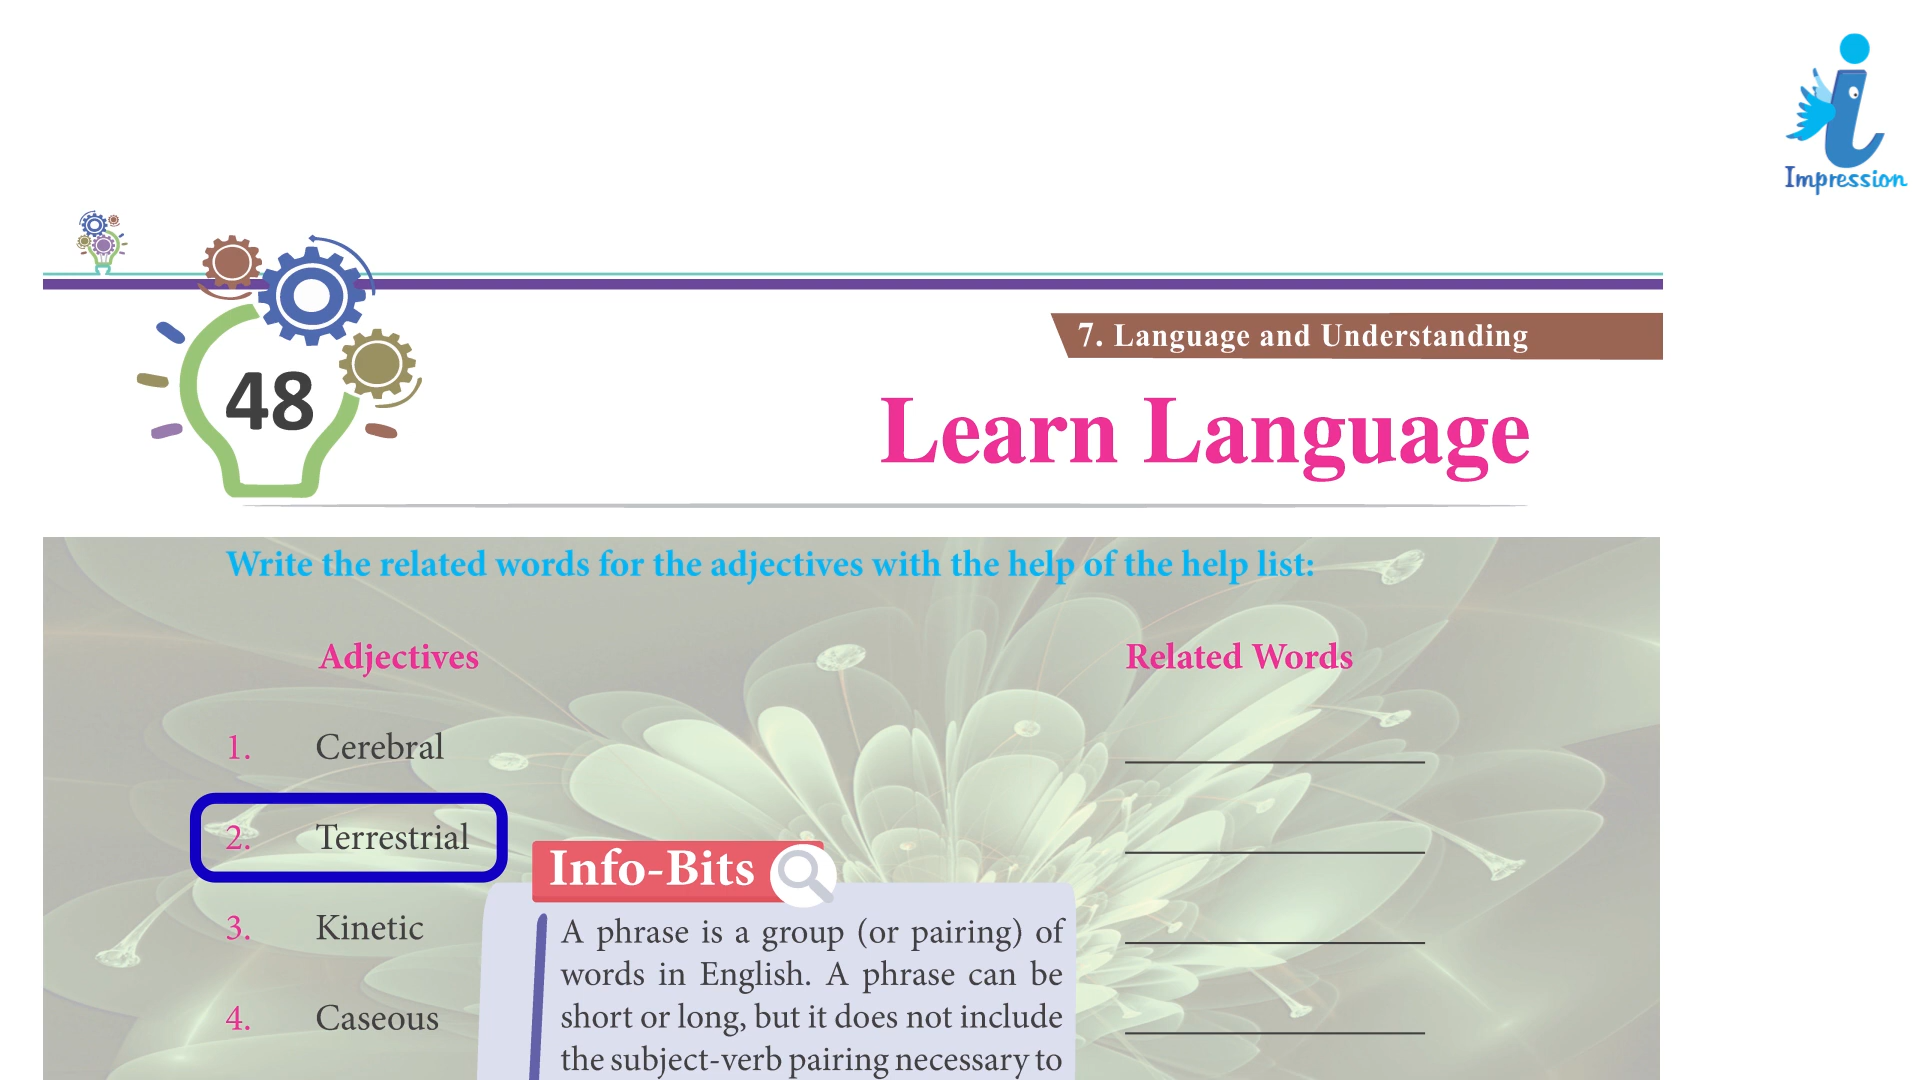 Impression
7. Language and Understanding
48
Learn Language
Write the related words for the adjectives with the help of the help list:
Adjectives Related Words
1. Cerebral
2. Terrestrial
3. Kinetic
4. Caseous
Info-Bits
A phrase is a group (or pairing) of
words in English. A phrase can be
short or long, but it does not include
the subject-verb pairing necessary to